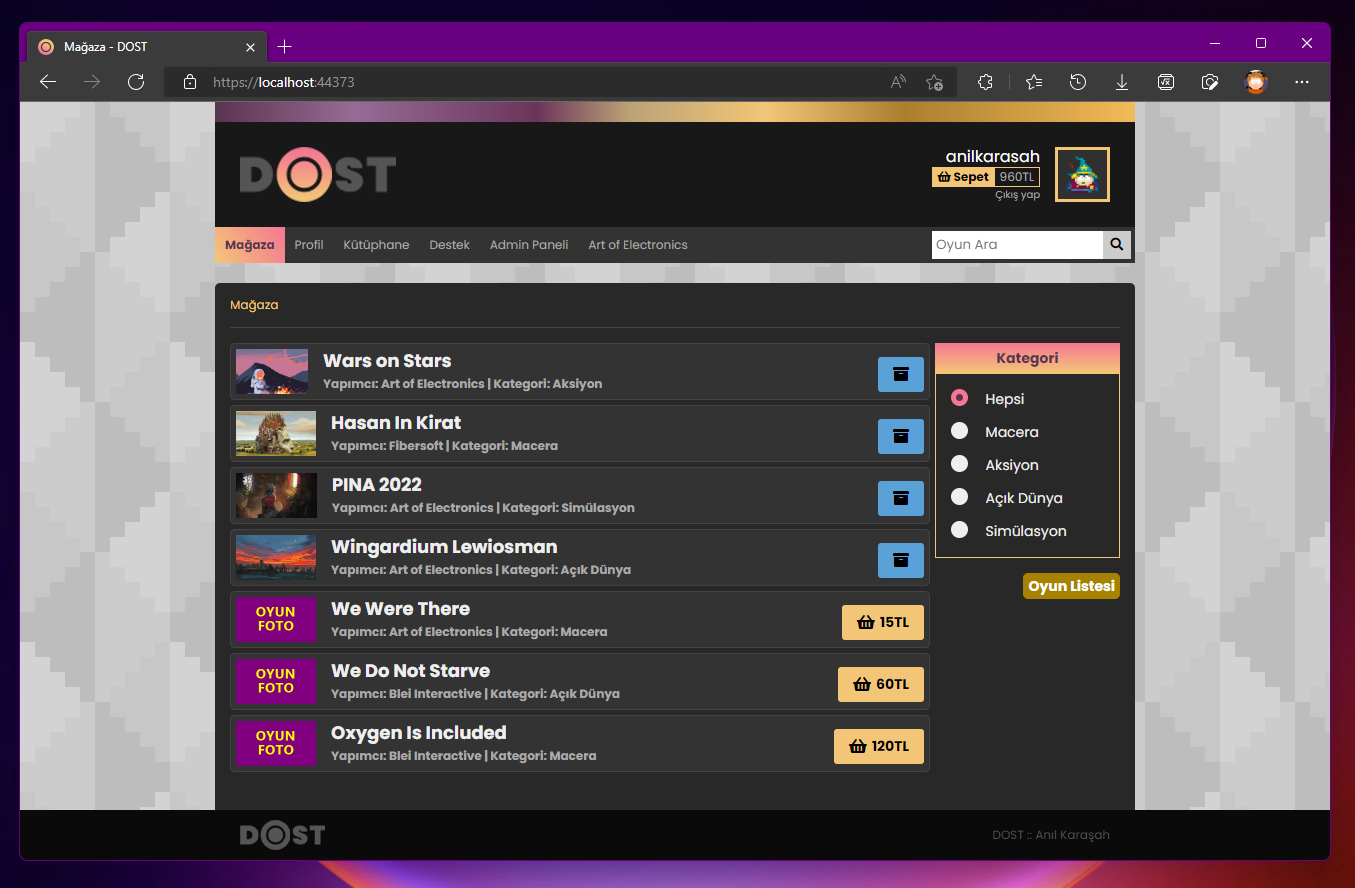 Mağaza - DOST
https://localhost:44373
DOST
anilkarasah
Sepet 960TL
Çıkış yap
Mağaza Profil Kütüphane Destek Admin Paneli Art of Electronics Oyun Ara
Mağaza
Wars on Stars
Yapımcı: Art of Electronics | Kategori: Aksiyon
Hasan In Kirat
Yapımcı: Fibersoft | Kategori: Macera
PINA 2022
Yapımcı: Art of Electronics | Kategori: Simülasyon
Wingardium Lewiosman
Yapımcı: Art of Electronics | Kategori: Açık Dünya
OYUN
FOTO
We Were There
Yapımcı: Art of Electronics | Kategori: Macera
15TL
OYUN
FOTO
We Do Not Starve
Yapımcı: Blei Interactive | Kategori: Açık Dünya
60TL
OYUN
FOTO
Oxygen Is Included
Yapımcı: Blei Interactive | Kategori: Macera
120TL
Kategori
Hepsi
Macera
Aksiyon
Açık Dünya
Simülasyon
Oyun Listesi
DOST
DOST :: Anıl Karaşah